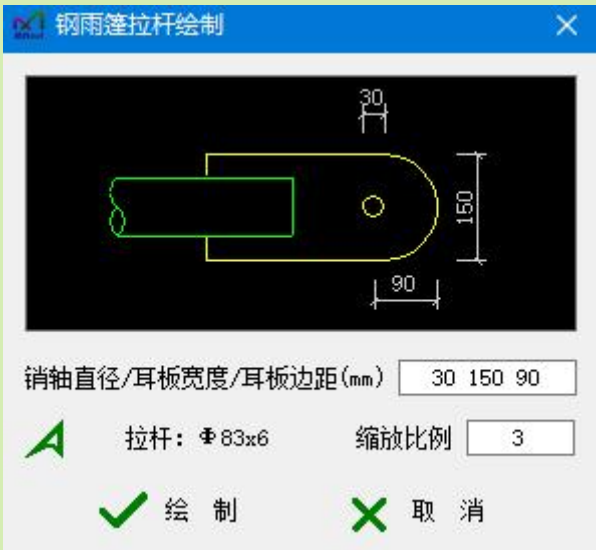 钢雨篷拉杆绘制
30
150
90
销轴直径/耳板宽度/耳板边距(mm) 30 150 90
拉杆: Φ83x6 缩放比例 3
绘 制 取 消